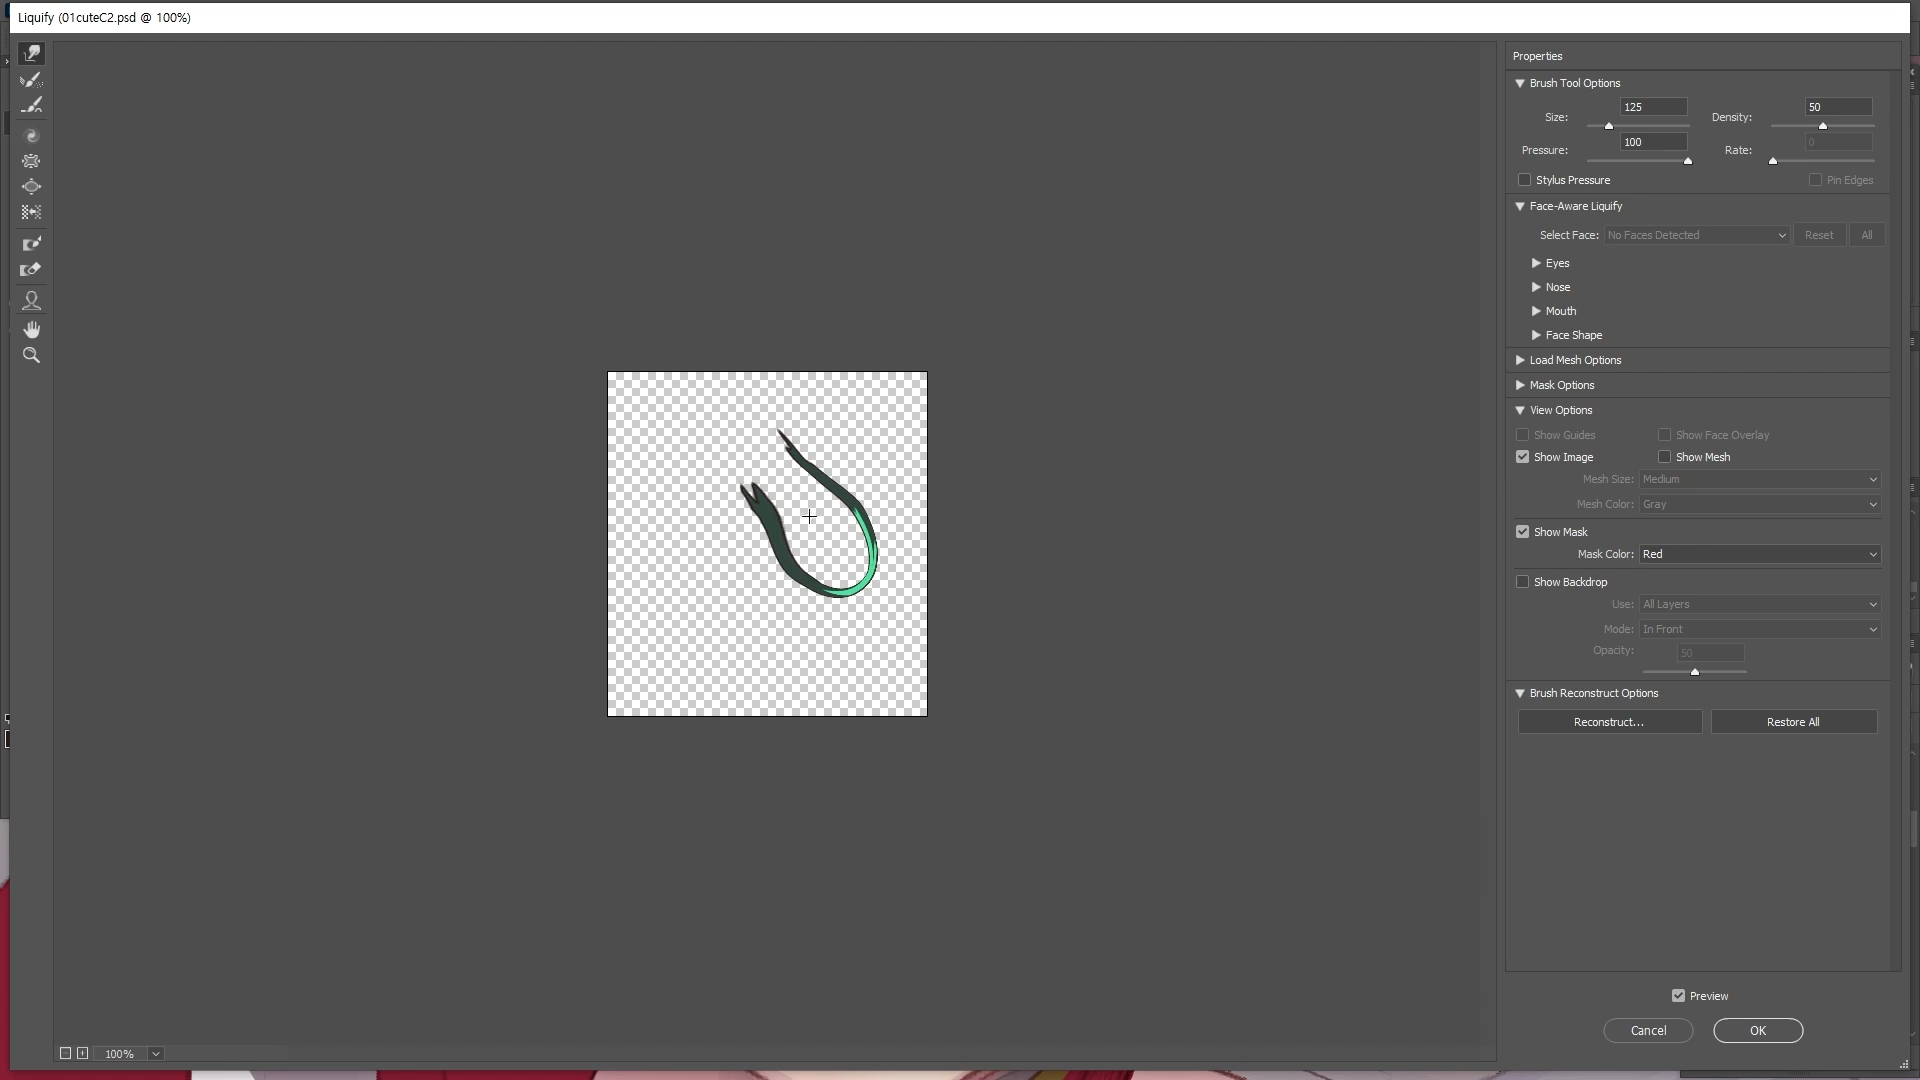 Liquify (01cuteC2.psd @ 100%)
Properties
Brush Tool Options
Size: 125 Density: 50
Pressure: 100 Rate: 0
Stylus Pressure Pin Edges
Face-Aware Liquify
Select Face: No Faces Detected Reset All
Eyes
Nose
Mouth
Face Shape
Load Mesh Options
Mask Options
View Options
Show Guides Show Face Overlay
Show Image Show Mesh
Mesh Size: Medium
Mesh Color: Gray
Show Mask
Mask Color: Red
Show Backdrop
Use: All Layers
Mode: In Front
Opacity: 50
Brush Reconstruct Options
Reconstruct... Restore All
Preview
Cancel OK
100%